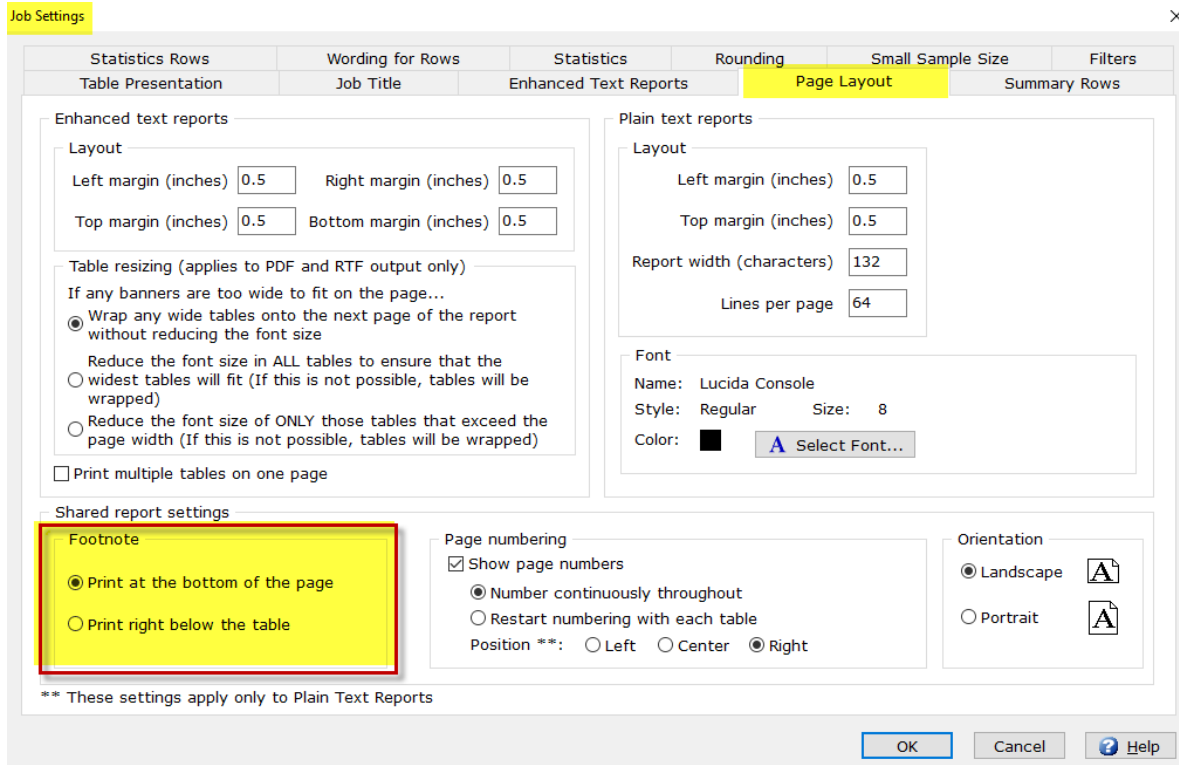 Job Settings
Statistics Rows
Wording for Rows
Statistics
Rounding
Small Sample Size
Filters
Table Presentation
Job Title
Enhanced Text Reports
Page Layout
Summary Rows
Enhanced text reports
Layout
Left margin (inches) 0.5 Right margin (inches) 0.5
Top margin (inches) 0.5 Bottom margin (inches) 0.5
Table resizing (applies to PDF and RTF output only)
If any banners are too wide to fit on the page...
Wrap any wide tables onto the next page of the report
without reducing the font size
Reduce the font size in ALL tables to ensure that the
widest tables will fit (If this is not possible, tables will be
wrapped)
Reduce the font size of ONLY those tables that exceed the
page width (If this is not possible, tables will be wrapped)
Print multiple tables on one page
Plain text reports
Layout
Left margin (inches) 0.5
Top margin (inches) 0.5
Report width (characters) 132
Lines per page 64
Font
Name: Lucida Console
Style: Regular Size: 8
Color:
A Select Font...
Shared report settings
Footnote
Print at the bottom of the page
Print right below the table
Page numbering
Show page numbers
Number continuously throughout
Restart numbering with each table
Position **: Left Center Right
Orientation
Landscape A
Portrait A
** These settings apply only to Plain Text Reports
OK
Cancel
? Help